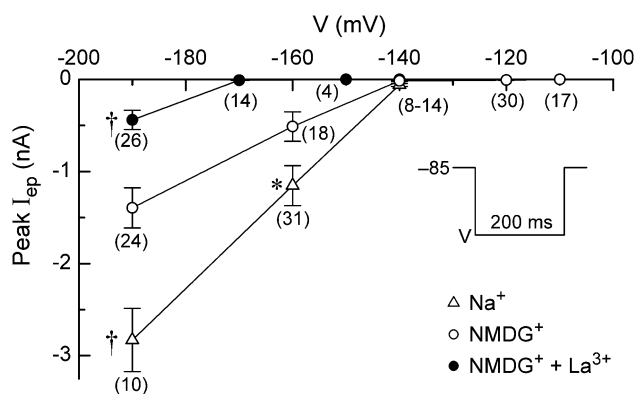 V (mV)
-200 -180 -160 -140 -120 -100
0
-1
-2
-3
Peak I_ep (nA)
(14)
(4)
(8-14)
(30)
(17)
†
(26)
(18)
(24)
*
(31)
†
(10)
–85
200 ms
V
Na⁺
NMDG⁺
NMDG⁺ + La³⁺